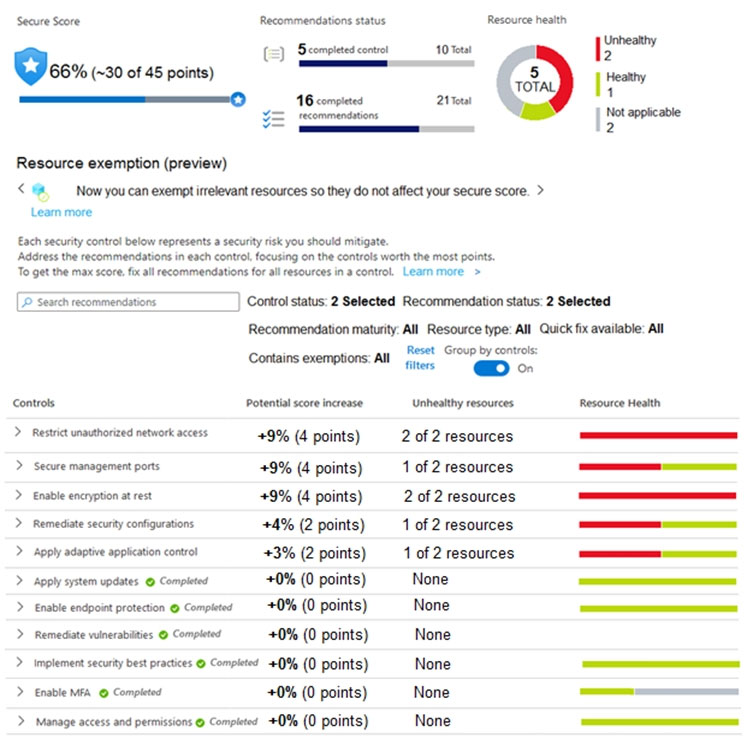 Secure Score
66% (~30 of 45 points)
Recommendations status
5 completed control 10 Total
16 completed recommendations 21 Total
Resource health
5
TOTAL
Unhealthy
2
Healthy
1
Not applicable
2
Resource exemption (preview)
Now you can exempt irrelevant resources so they do not affect your secure score.
Learn more
Each security control below represents a security risk you should mitigate.
Address the recommendations in each control, focusing on the controls worth the most points.
To get the max score, fix all recommendations for all resources in a control. Learn more >
Search recommendations
Control status: 2 Selected Recommendation status: 2 Selected
Recommendation maturity: All Resource type: All Quick fix available: All
Contains exemptions: All Reset filters Group by controls: On
Controls Potential score increase Unhealthy resources Resource Health
Restrict unauthorized network access +9% (4 points) 2 of 2 resources
Secure management ports +9% (4 points) 1 of 2 resources
Enable encryption at rest +9% (4 points) 2 of 2 resources
Remediate security configurations +4% (2 points) 1 of 2 resources
Apply adaptive application control +3% (2 points) 1 of 2 resources
Apply system updates Completed +0% (0 points) None
Enable endpoint protection Completed +0% (0 points) None
Remediate vulnerabilities Completed +0% (0 points) None
Implement security best practices Completed +0% (0 points) None
Enable MFA Completed +0% (0 points) None
Manage access and permissions Completed +0% (0 points) None